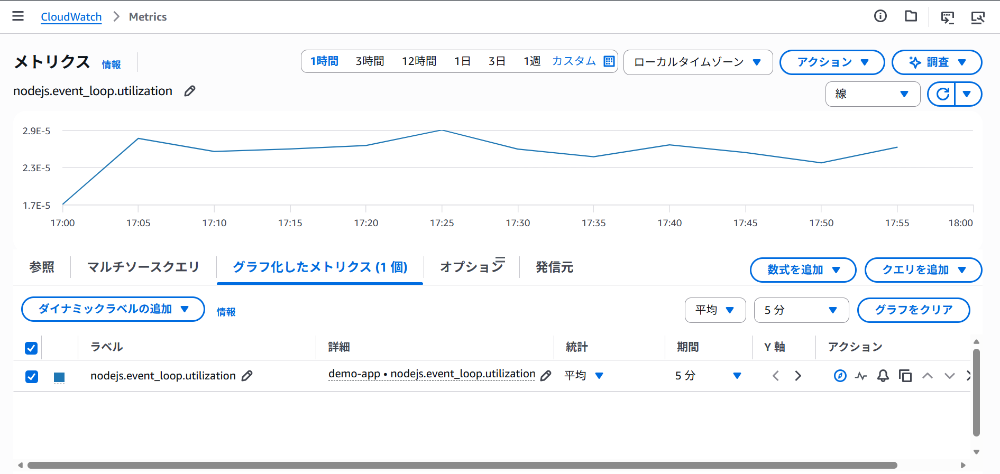 CloudWatch > Metrics
メトリクス 情報 1時間 3時間 12時間 1日 3日 1週 カスタム ローカルタイムゾーン アクション 調査
nodejs.event_loop.utilization 線
2.9E-5
2.3E-5
1.7E-5
17:00 17:05 17:10 17:15 17:20 17:25 17:30 17:35 17:40 17:45 17:50 17:55 18:00
参照 マルチソースクエリ グラフ化したメトリクス (1 個) オプション 発信元 数式を追加 クエリを追加
ダイナミックラベルの追加 情報 平均 5 分 グラフをクリア
ラベル 詳細 統計 期間 Y 軸 アクション
nodejs.event_loop.utilization demo-app • nodejs.event_loop.utilization 平均 5 分